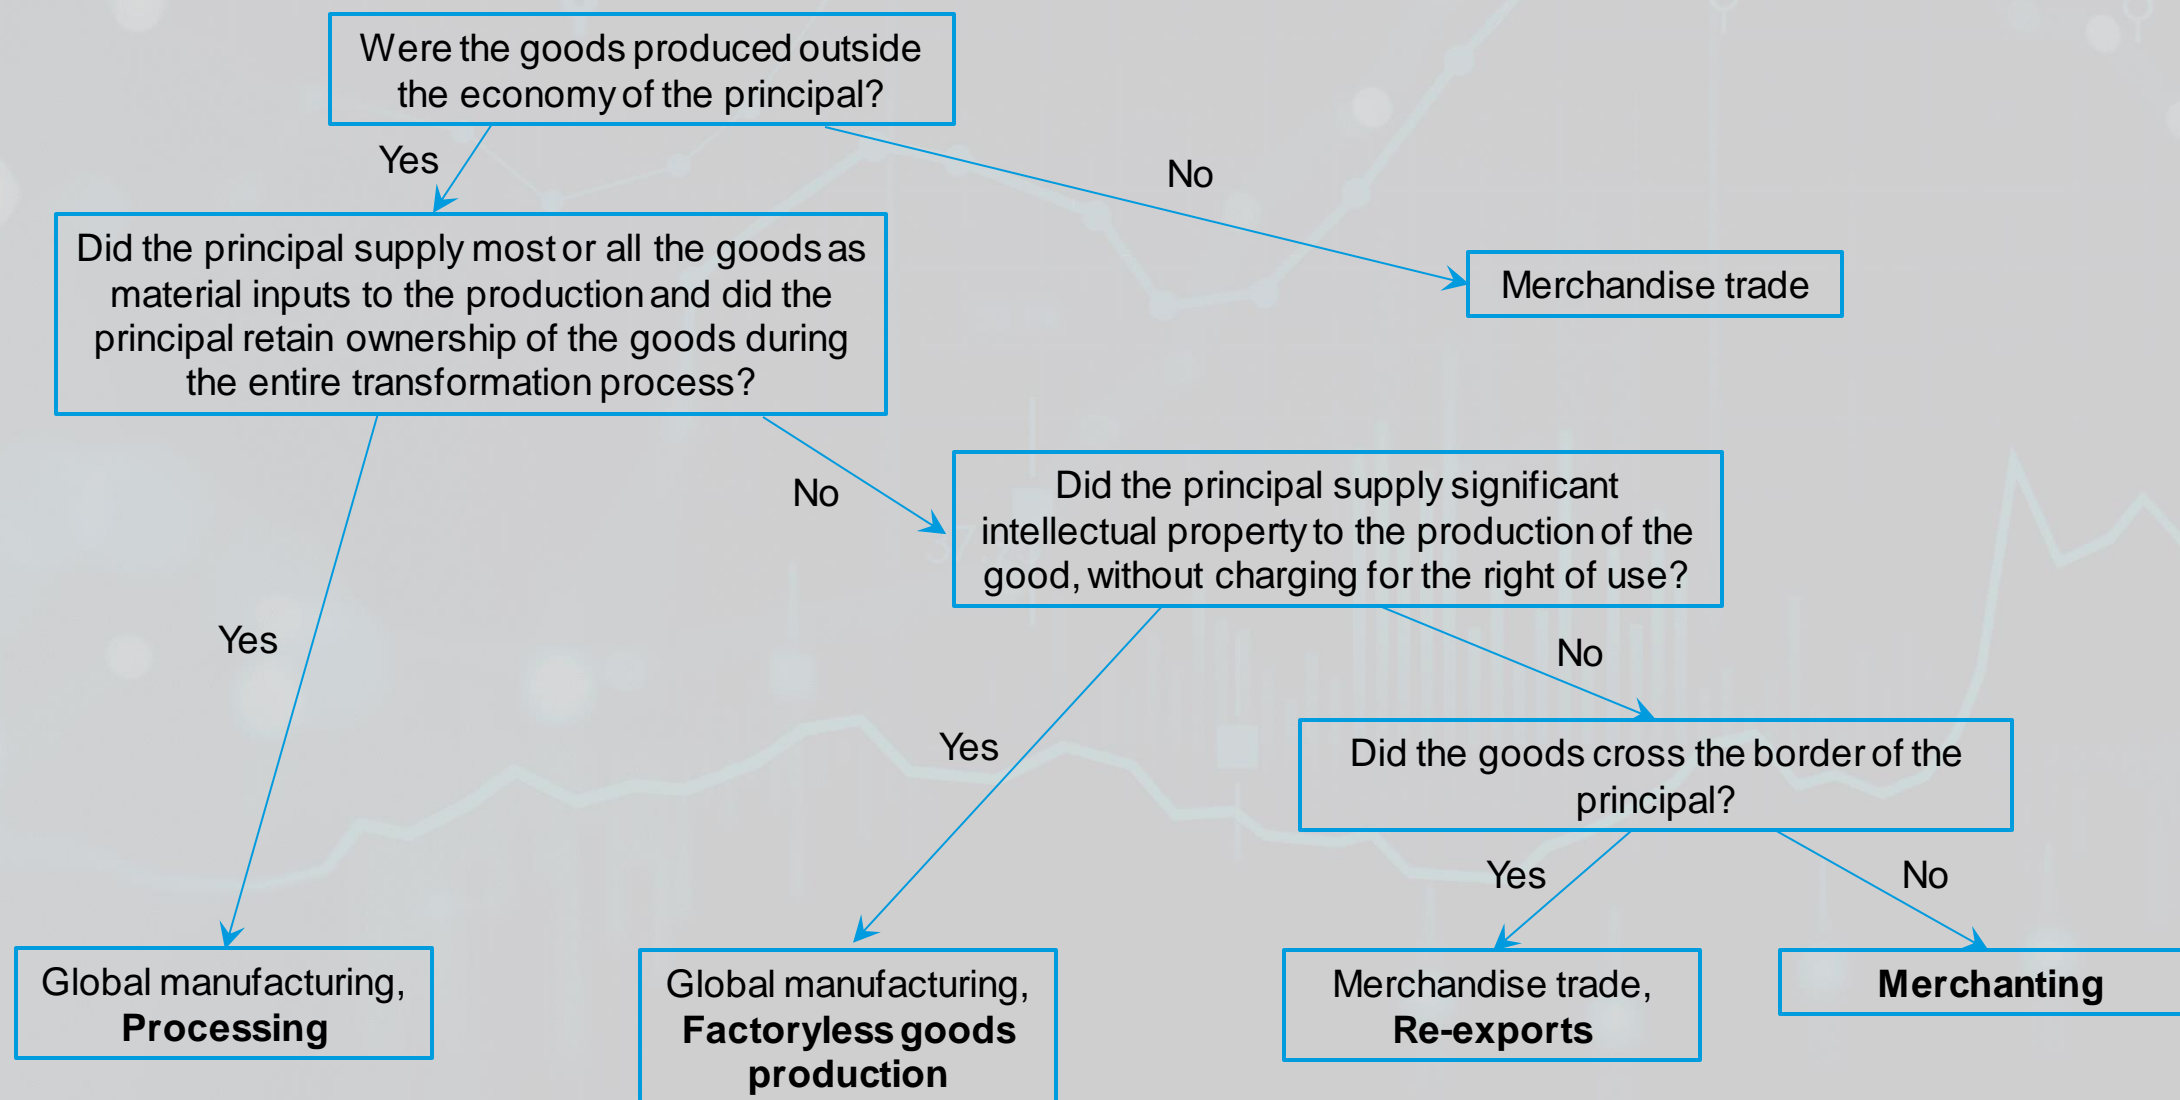 Were the goods produced outside
the economy of the principal?
Yes
No
Did the principal supply most or all the goods as
material inputs to the production and did the
principal retain ownership of the goods during
the entire transformation process?
Merchandise trade
No
Did the principal supply significant
intellectual property to the production of the
good, without charging for the right of use?
Yes
No
Yes
Did the goods cross the border of the
principal?
Yes
No
Global manufacturing,
Processing
Global manufacturing,
Factoryless goods
production
Merchandise trade,
Re-exports
Merchanting